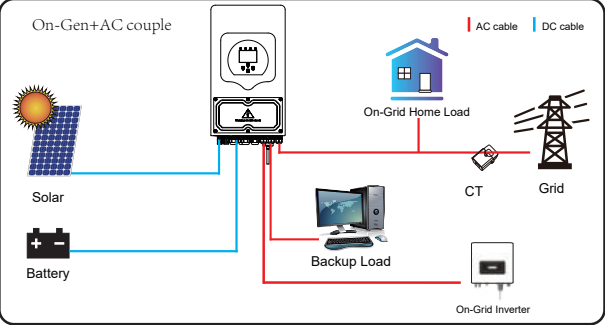 On-Gen+AC couple
AC cable
DC cable
On-Grid Home Load
Solar
CT
Grid
Battery
Backup Load
On-Grid Inverter